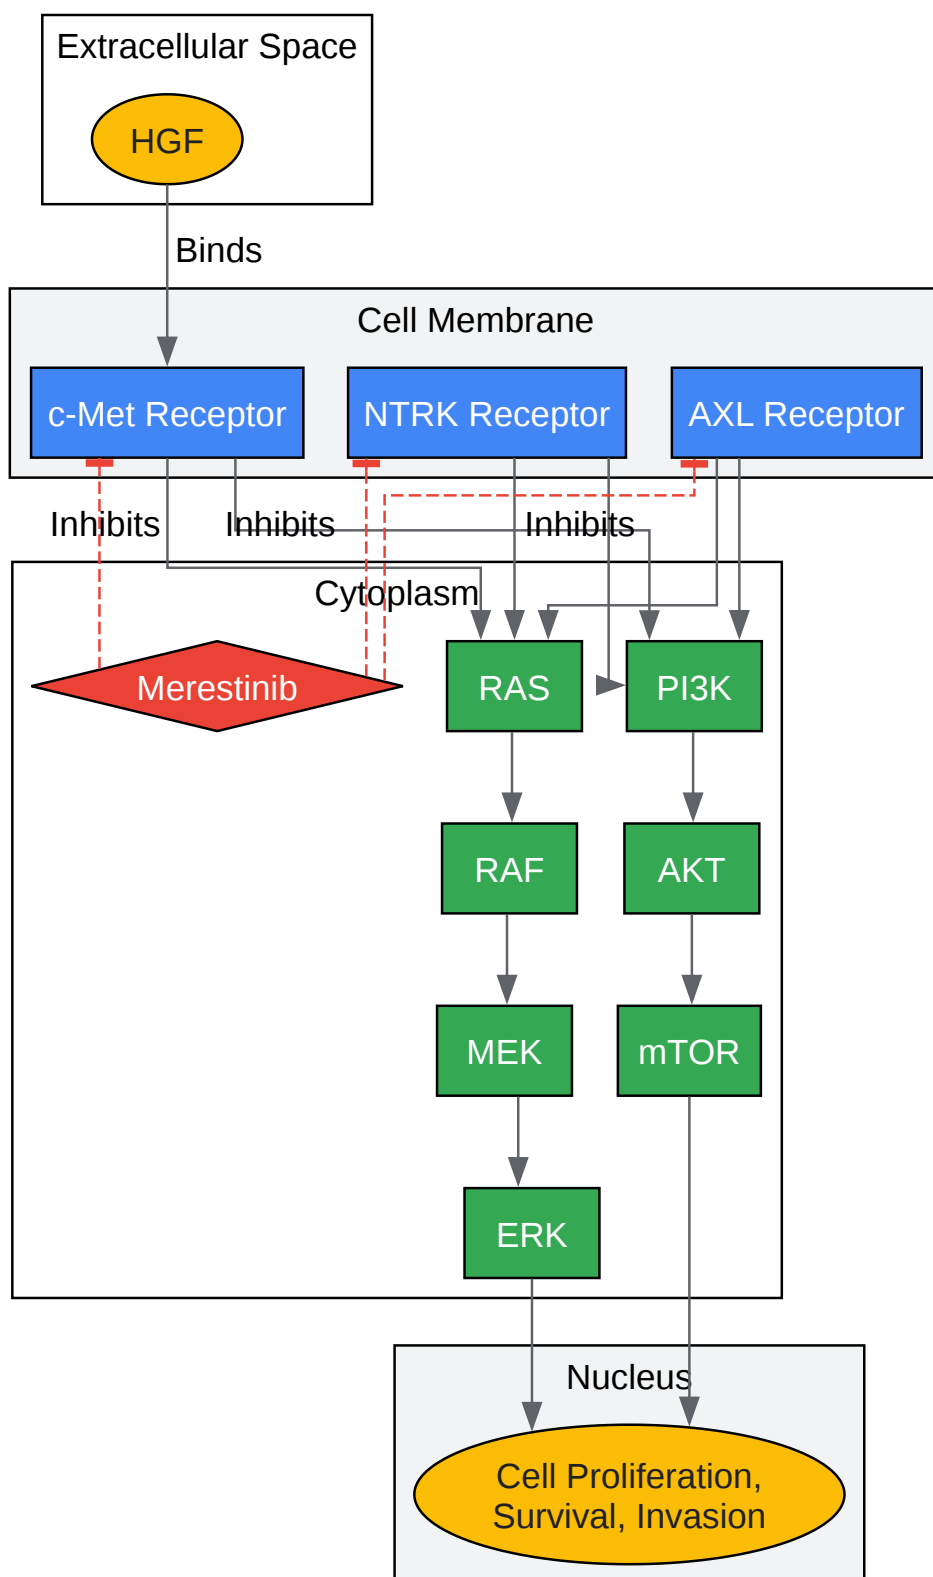 Extracellular Space
HGF
Binds
Cell Membrane
c-Met Receptor
NTRK Receptor
AXL Receptor
Inhibits
Inhibits
Inhibits
Cytoplasm
Merestinib
RAS
PI3K
RAF
AKT
MEK
mTOR
ERK
Nucleus
Cell Proliferation,
Survival, Invasion